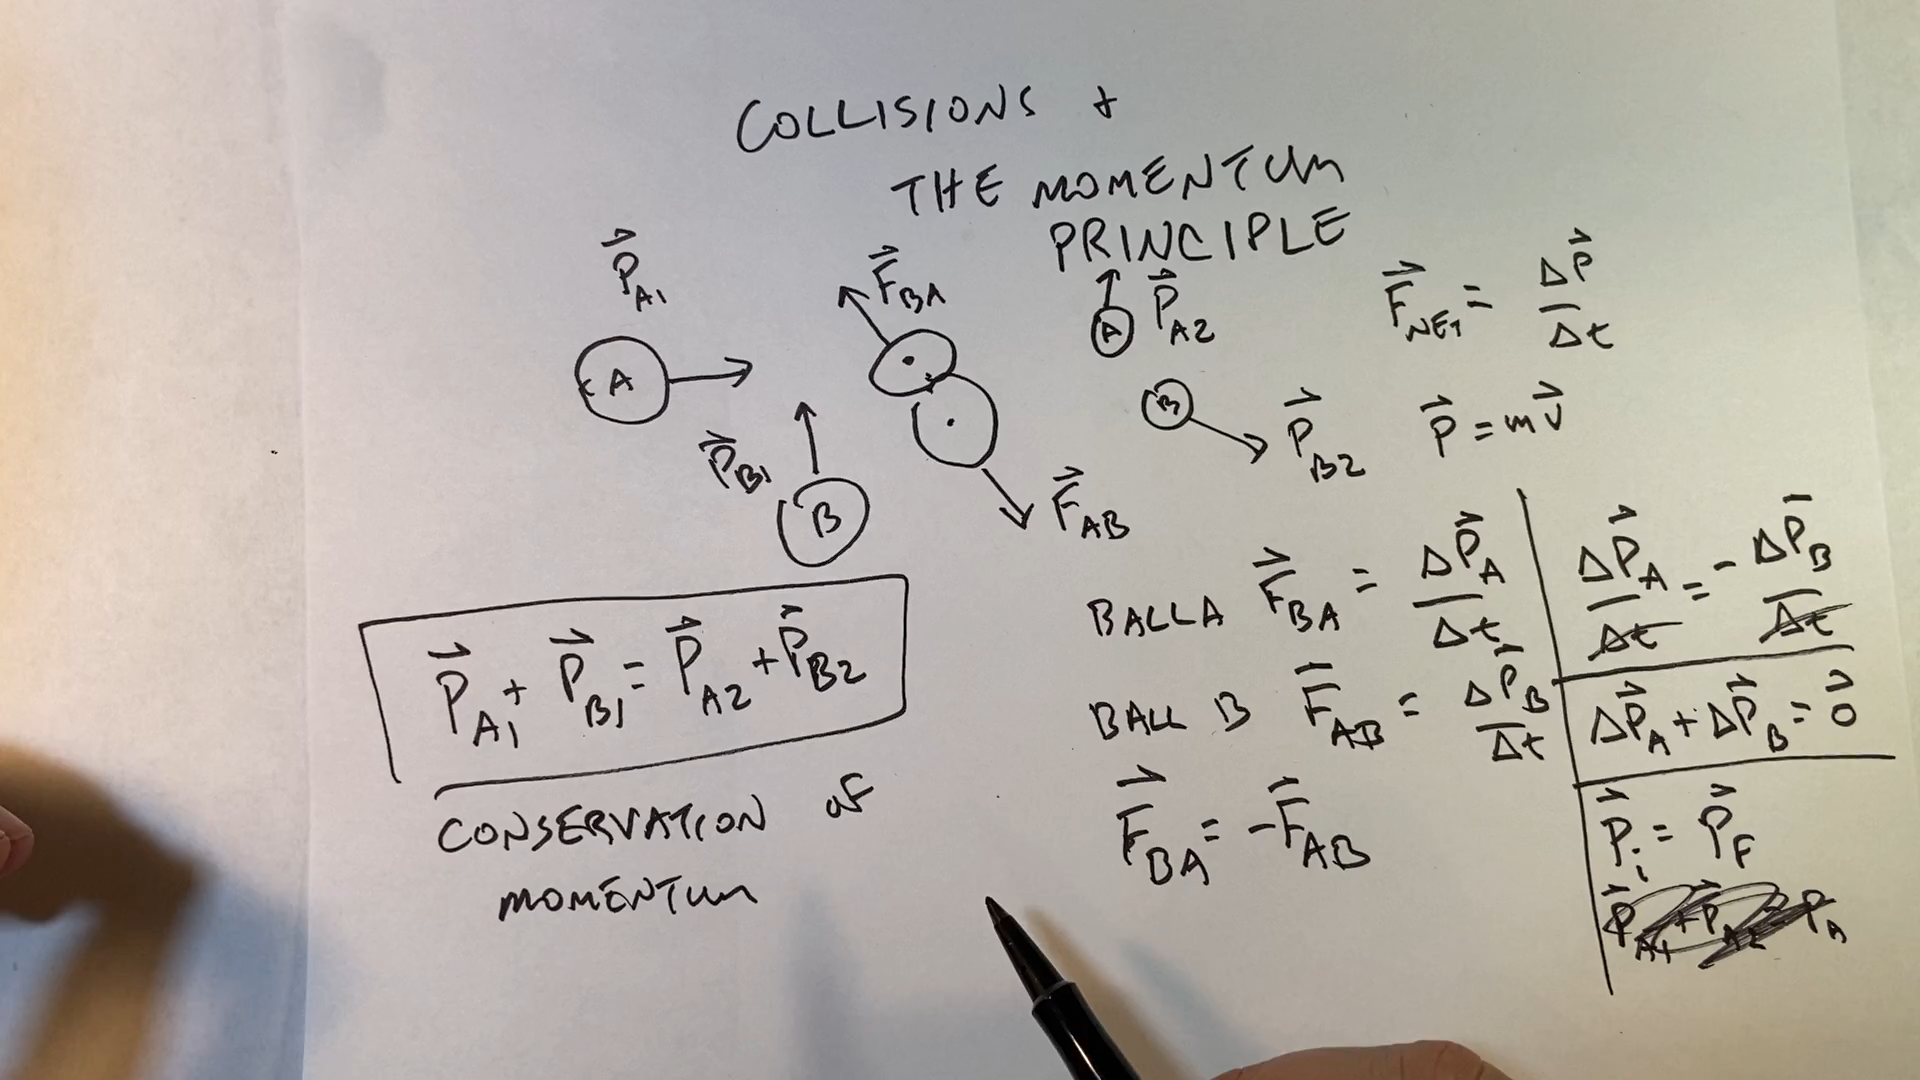 COLLISIONS +
THE MOMENTUM
PRINCIPLE
P⃗A1
A
P⃗B1
B
F⃗BA
F⃗AB
A P⃗A2
B P⃗B2
F⃗NET = ΔP⃗/Δt
P⃗ = mv⃗
BALL A F⃗BA = ΔP⃗A/Δt
BALL B F⃗AB = ΔP⃗B/Δt
F⃗BA = -F⃗AB
ΔP⃗A/Δt = -ΔP⃗B/Δt
ΔP⃗A + ΔP⃗B = 0⃗
P⃗i = P⃗F
P⃗A1 + P⃗B1 = P⃗A2 + P⃗B2
CONSERVATION OF
MOMENTUM